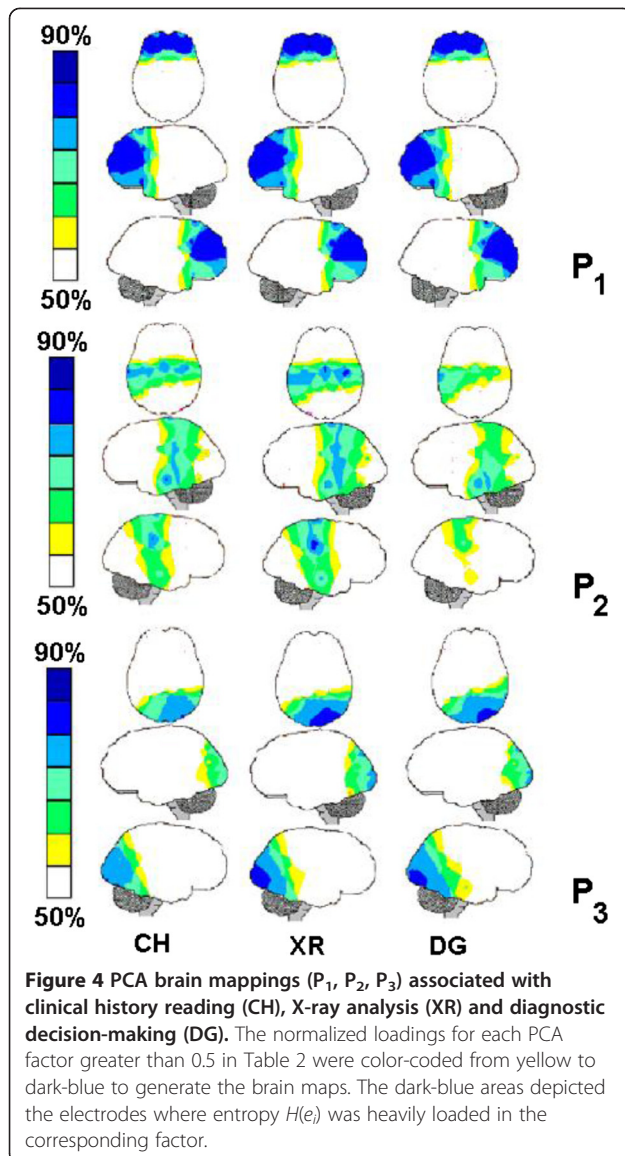 90%
50%
P1
90%
50%
P2
90%
50%
P3
CH XR DG
Figure 4 PCA brain mappings (P1, P2, P3) associated with
clinical history reading (CH), X-ray analysis (XR) and diagnostic
decision-making (DG). The normalized loadings for each PCA
factor greater than 0.5 in Table 2 were color-coded from yellow to
dark-blue to generate the brain maps. The dark-blue areas depicted
the electrodes where entropy H(ei) was heavily loaded in the
corresponding factor.